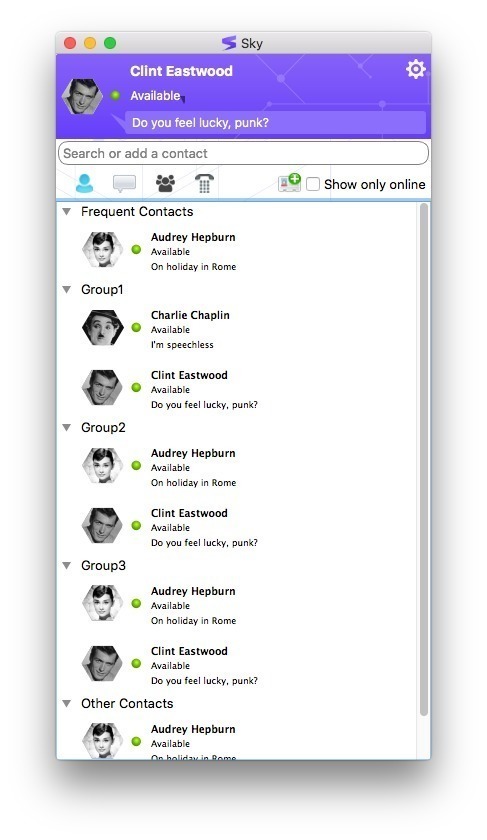 Sky
Clint Eastwood
Available
Do you feel lucky, punk?
Search or add a contact
Show only online
Frequent Contacts
Audrey Hepburn
Available
On holiday in Rome
Group1
Charlie Chaplin
Available
I'm speechless
Clint Eastwood
Available
Do you feel lucky, punk?
Group2
Audrey Hepburn
Available
On holiday in Rome
Clint Eastwood
Available
Do you feel lucky, punk?
Group3
Audrey Hepburn
Available
On holiday in Rome
Clint Eastwood
Available
Do you feel lucky, punk?
Other Contacts
Audrey Hepburn
Available
On holiday in Rome